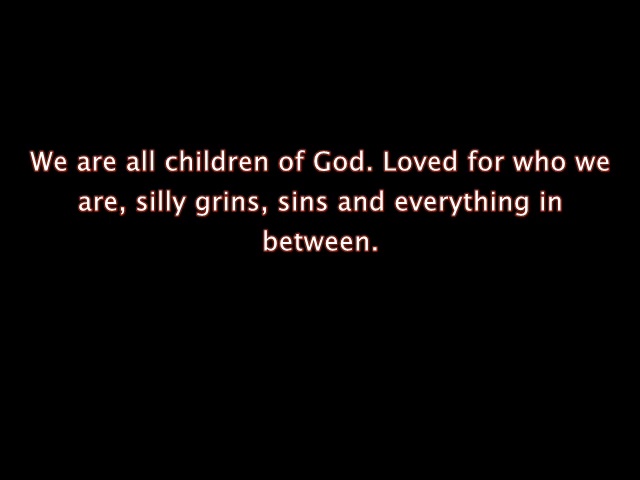 We are all children of God. Loved for who we
are, silly grins, sins and everything in
between.